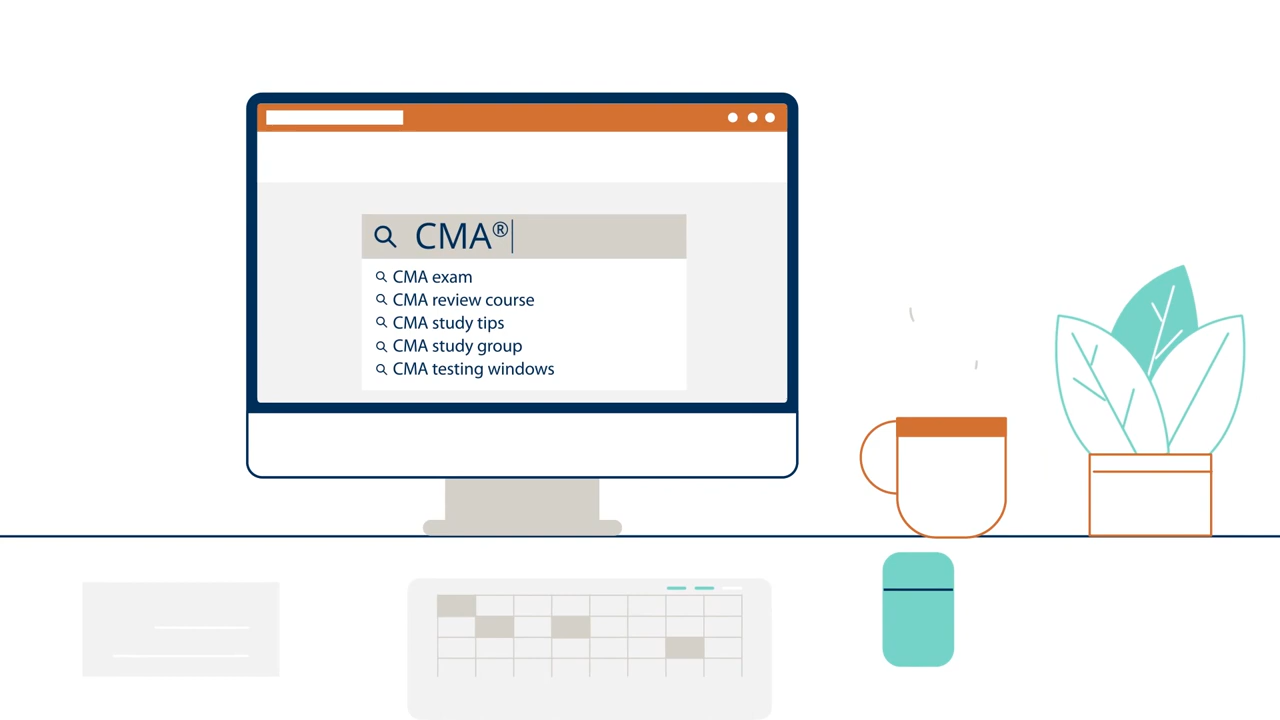 CMA®
CMA exam
CMA review course
CMA study tips
CMA study group
CMA testing windows